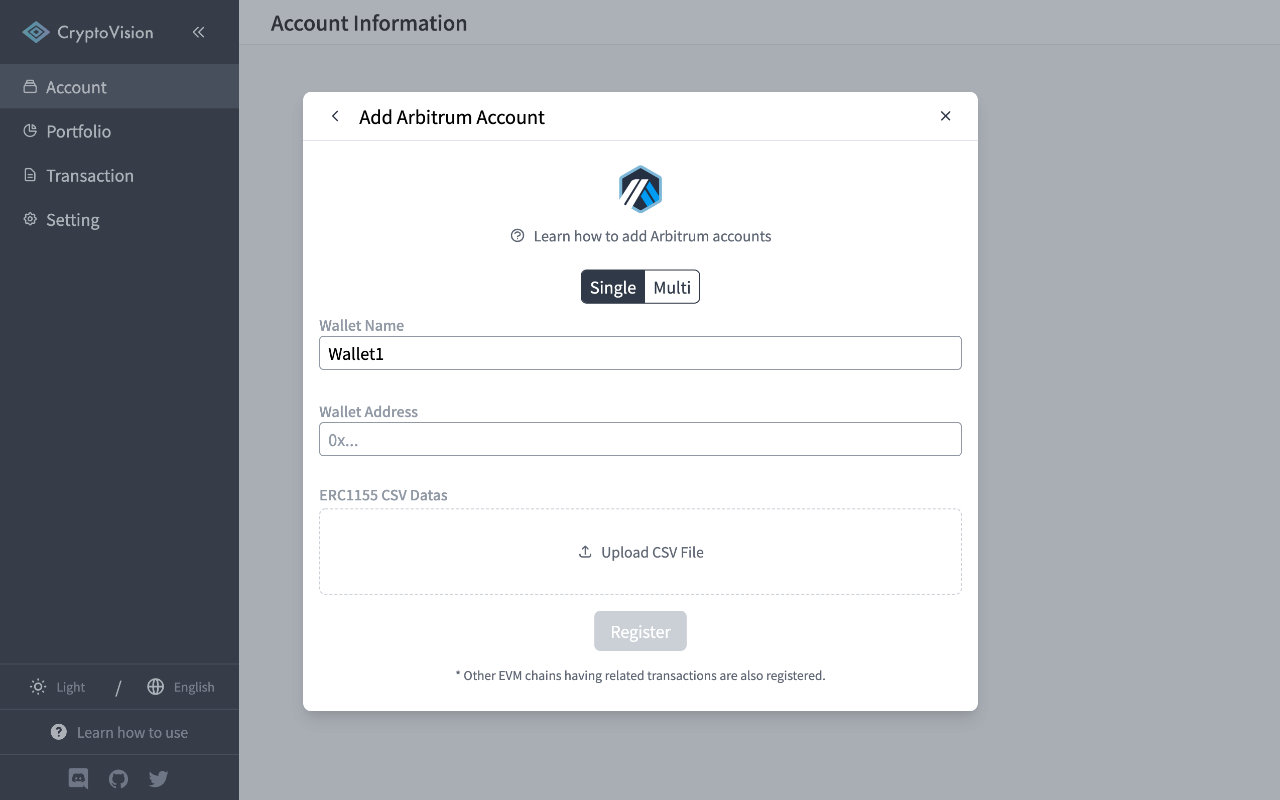 CryptoVision
Account
Portfolio
Transaction
Setting
Light / English
Learn how to use
Account Information
Add Arbitrum Account
Learn how to add Arbitrum accounts
Single Multi
Wallet Name
Wallet1
Wallet Address
0x...
ERC1155 CSV Datas
Upload CSV File
Register
* Other EVM chains having related transactions are also registered.